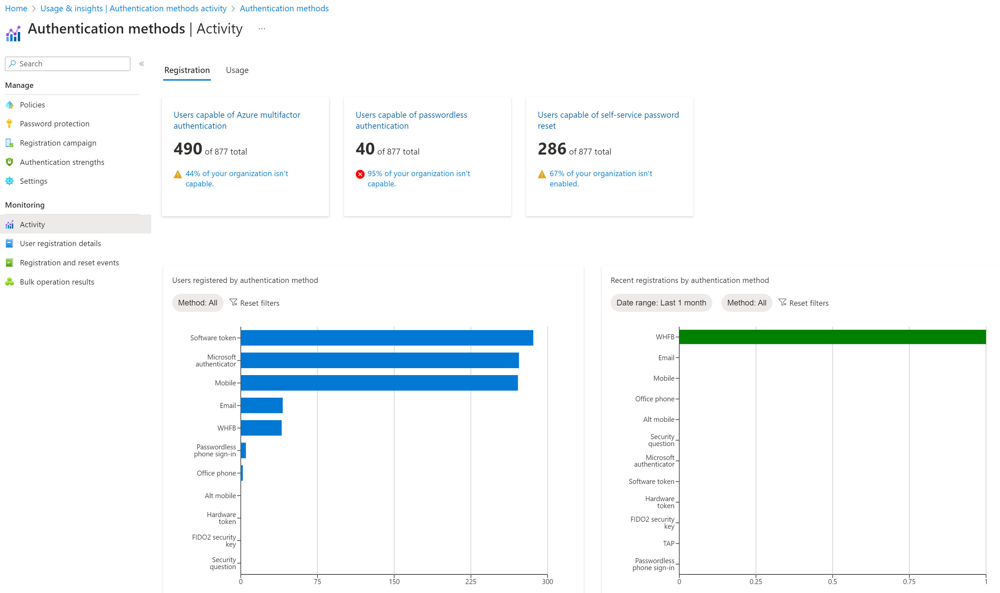 Home > Usage & insights | Authentication methods activity > Authentication methods
Authentication methods | Activity ...
Search «
Manage
Policies
Password protection
Registration campaign
Authentication strengths
Settings
Monitoring
Activity
User registration details
Registration and reset events
Bulk operation results
Registration Usage
Users capable of Azure multifactor
authentication
490 of 877 total
44% of your organization isn't
capable.
Users capable of passwordless
authentication
40 of 877 total
95% of your organization isn't
capable.
Users capable of self-service password
reset
286 of 877 total
67% of your organization isn't
enabled.
Users registered by authentication method
Method: All Reset filters
Software token
Microsoft
authenticator
Mobile
Email
WHFB
Passwordless
phone sign-in
Office phone
Alt mobile
Hardware
token
FIDO2 security
key
Security
question
0 75 150 225 300
Recent registrations by authentication method
Date range: Last 1 month Method: All Reset filters
WHFB
Email
Mobile
Office phone
Alt mobile
Security
question
Microsoft
authenticator
Software token
Hardware
token
FIDO2 security
key
TAP
Passwordless
phone sign-in
0 0.25 0.5 0.75 1